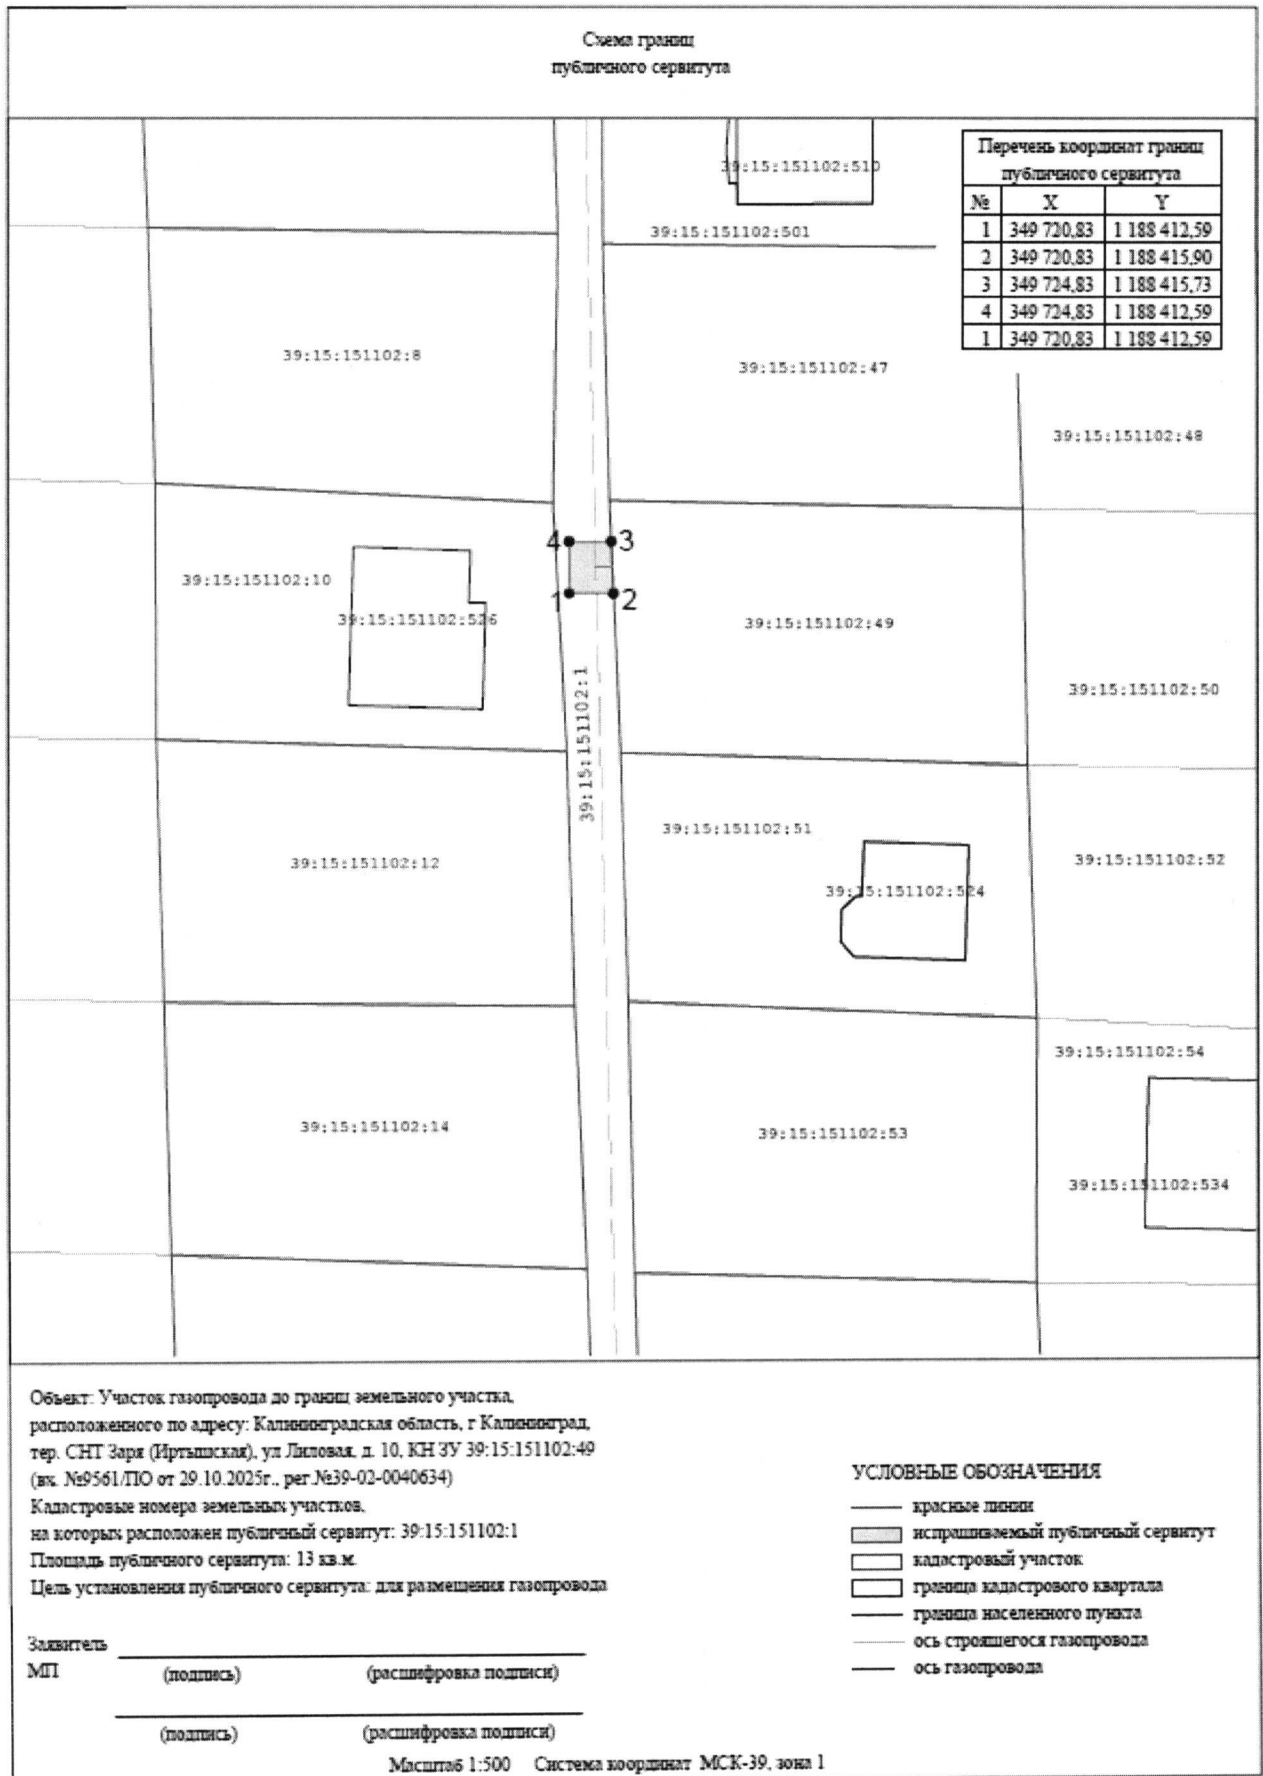 Схема границ
публичного сервитута
Перечень координат границ
публичного сервитута
№ X Y
1 349 720,83 1 188 412,59
2 349 720,83 1 188 415,90
3 349 724,83 1 188 415,73
4 349 724,83 1 188 412,59
1 349 720,83 1 188 412,59
39:15:151102:510
39:15:151102:501
39:15:151102:8
39:15:151102:47
39:15:151102:48
4 3
39:15:151102:10
1 2
39:15:151102:526
39:15:151102:49
39:15:151102:50
39:15:151102:1
39:15:151102:51
39:15:151102:12
39:15:151102:52
39:15:151102:524
39:15:151102:54
39:15:151102:14
39:15:151102:53
39:15:151102:534
Объект: Участок газопровода до границ земельного участка,
расположенного по адресу: Калининградская область, г Калининград,
тер. СНТ Заря (Иртышская), ул Лиловая, д. 10, КН ЗУ 39:15:151102:49
(вх. №9561/ПО от 29.10.2025г., рег.№39-02-0040634)
Кадастровые номера земельных участков,
на которых расположен публичный сервитут: 39:15:151102:1
Площадь публичного сервитута: 13 кв.м.
Цель установления публичного сервитута: для размещения газопровода
УСЛОВНЫЕ ОБОЗНАЧЕНИЯ
красные линии
испрашиваемый публичный сервитут
кадастровый участок
граница кадастрового квартала
граница населенного пункта
ось строящегося газопровода
ось газопровода
Заявитель
МП (подпись) (расшифровка подписи)
(подпись) (расшифровка подписи)
Масштаб 1:500 Система координат МСК-39, зона 1